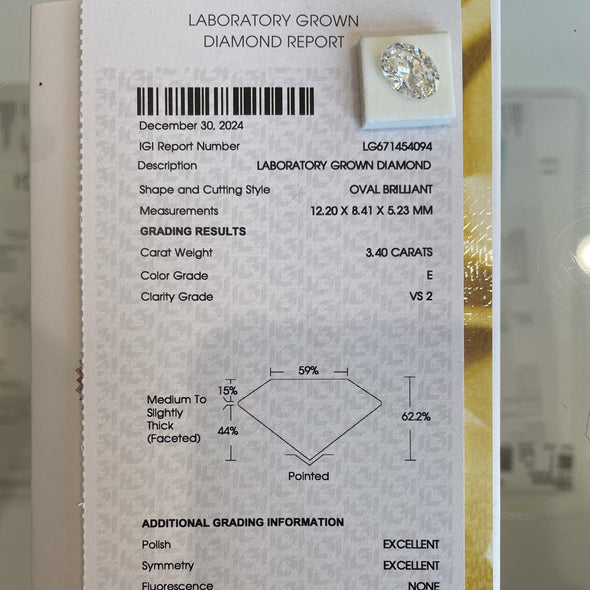 LABORATORY GROWN
DIAMOND REPORT
December 30, 2024
IGI Report Number LG671454094
Description LABORATORY GROWN DIAMOND
Shape and Cutting Style OVAL BRILLIANT
Measurements 12.20 X 8.41 X 5.23 MM
GRADING RESULTS
Carat Weight 3.40 CARATS
Color Grade E
Clarity Grade VS 2
59%
15%
Medium To
Slightly
Thick
(Faceted)
44%
62.2%
Pointed
ADDITIONAL GRADING INFORMATION
Polish EXCELLENT
Symmetry EXCELLENT
Fluorescence NONE